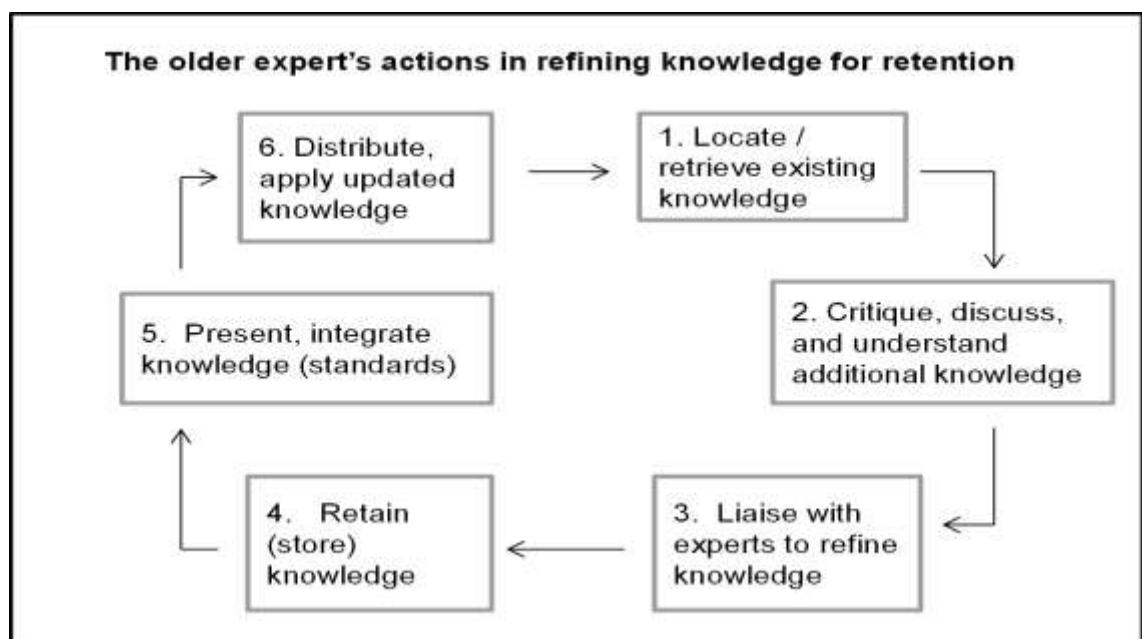 The older expert's actions in refining knowledge for retention
6. Distribute,
apply updated
knowledge
1. Locate /
retrieve existing
knowledge
2. Critique, discuss,
and understand
additional knowledge
5.  Present, integrate
knowledge (standards)
4.   Retain
(store)
knowledge
3.  Liaise with
experts to refine
knowledge